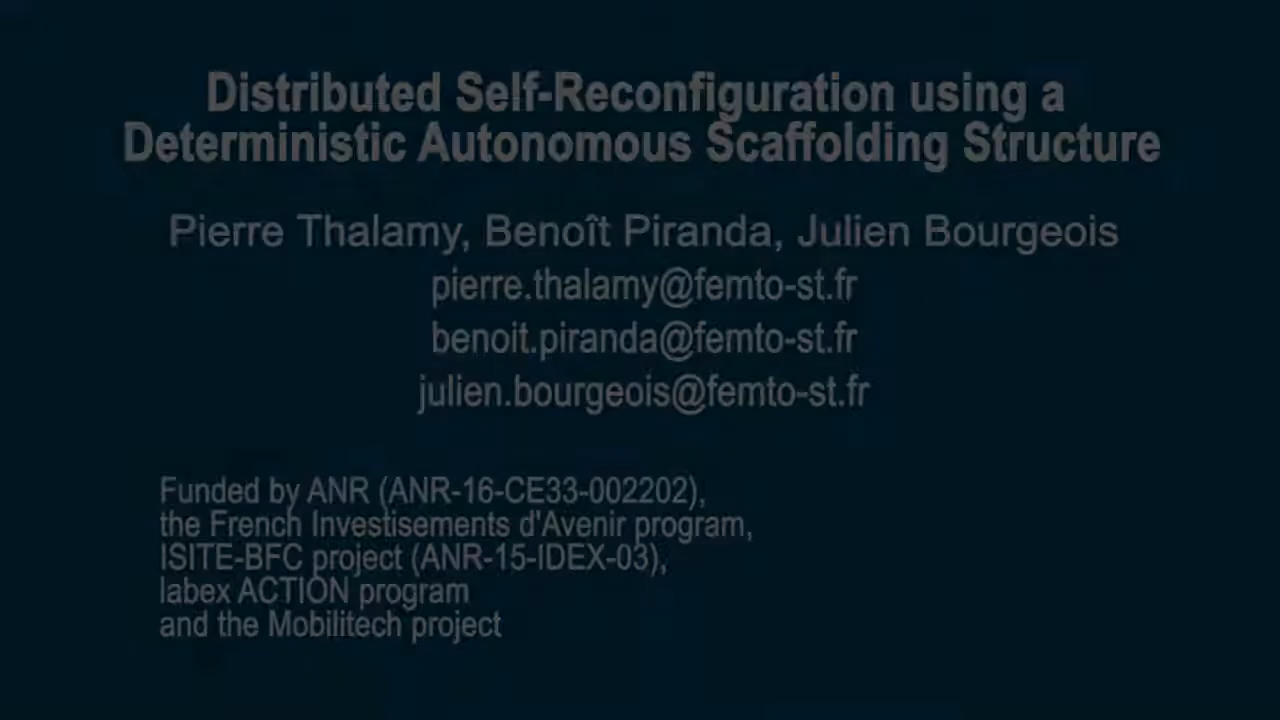 Distributed Self-Reconfiguration using a
Deterministic Autonomous Scaffolding Structure
Pierre Thalamy, Benoît Piranda, Julien Bourgeois
pierre.thalamy@femto-st.fr
benoit.piranda@femto-st.fr
julien.bourgeois@femto-st.fr
Funded by ANR (ANR-16-CE33-002202),
the French Investisements d'Avenir program,
ISITE-BFC project (ANR-15-IDEX-03),
labex ACTION program
and the Mobilitech project